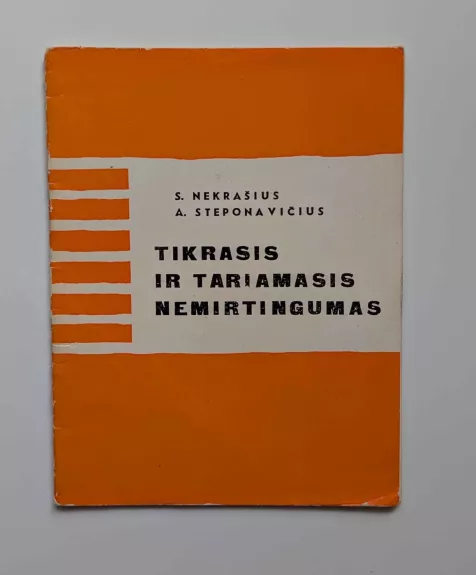 S. NEKRAŠIUS
A. STEPONAVIČIUS
TIKRASIS
IR TARIAMASIS
NEMIRTINGUMAS